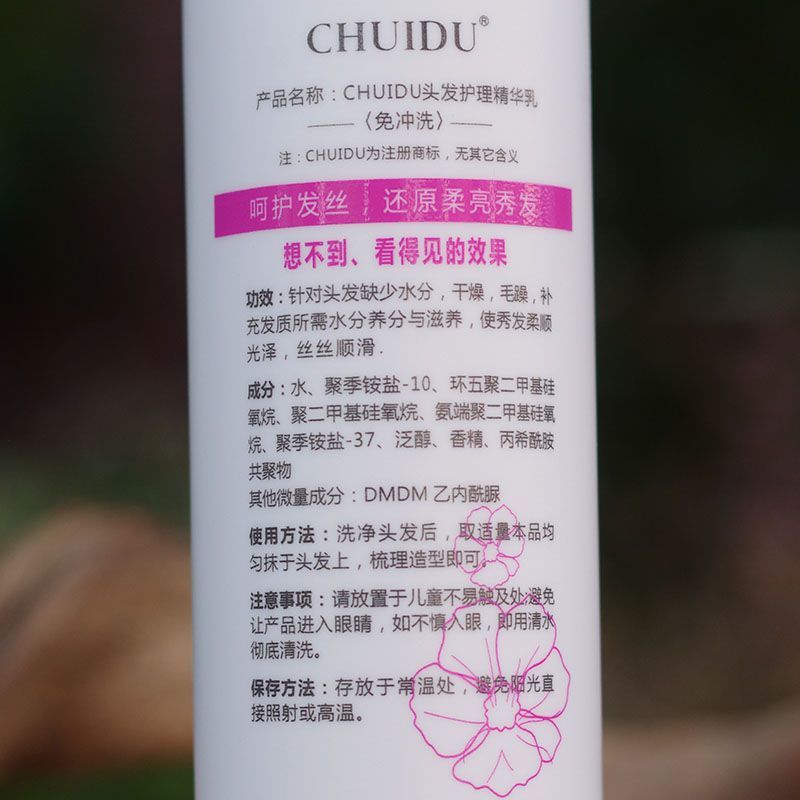 CHUIDU®
产品名称：CHUIDU头发护理精华乳
〈免冲洗〉
注：CHUIDU为注册商标，无其它含义
呵护发丝 还原柔亮秀发
想不到、看得见的效果
功效：针对头发缺少水分，干燥，毛躁，补
充发质所需水分养分与滋养，使秀发柔顺
光泽，丝丝顺滑.
成分：水、聚季铵盐-10、环五聚二甲基硅
氧烷、聚二甲基硅氧烷、氨端聚二甲基硅氧
烷、聚季铵盐-37、泛醇、香精、丙希酰胺
共聚物
其他微量成分：DMDM 乙内酰脲
使用方法：洗净头发后，取适量本品均
匀抹于头发上，梳理造型即可。
注意事项：请放置于儿童不易触及处,避免
让产品进入眼睛，如不慎入眼，即用清水
彻底清洗。
保存方法：存放于常温处，避免阳光直
接照射或高温。